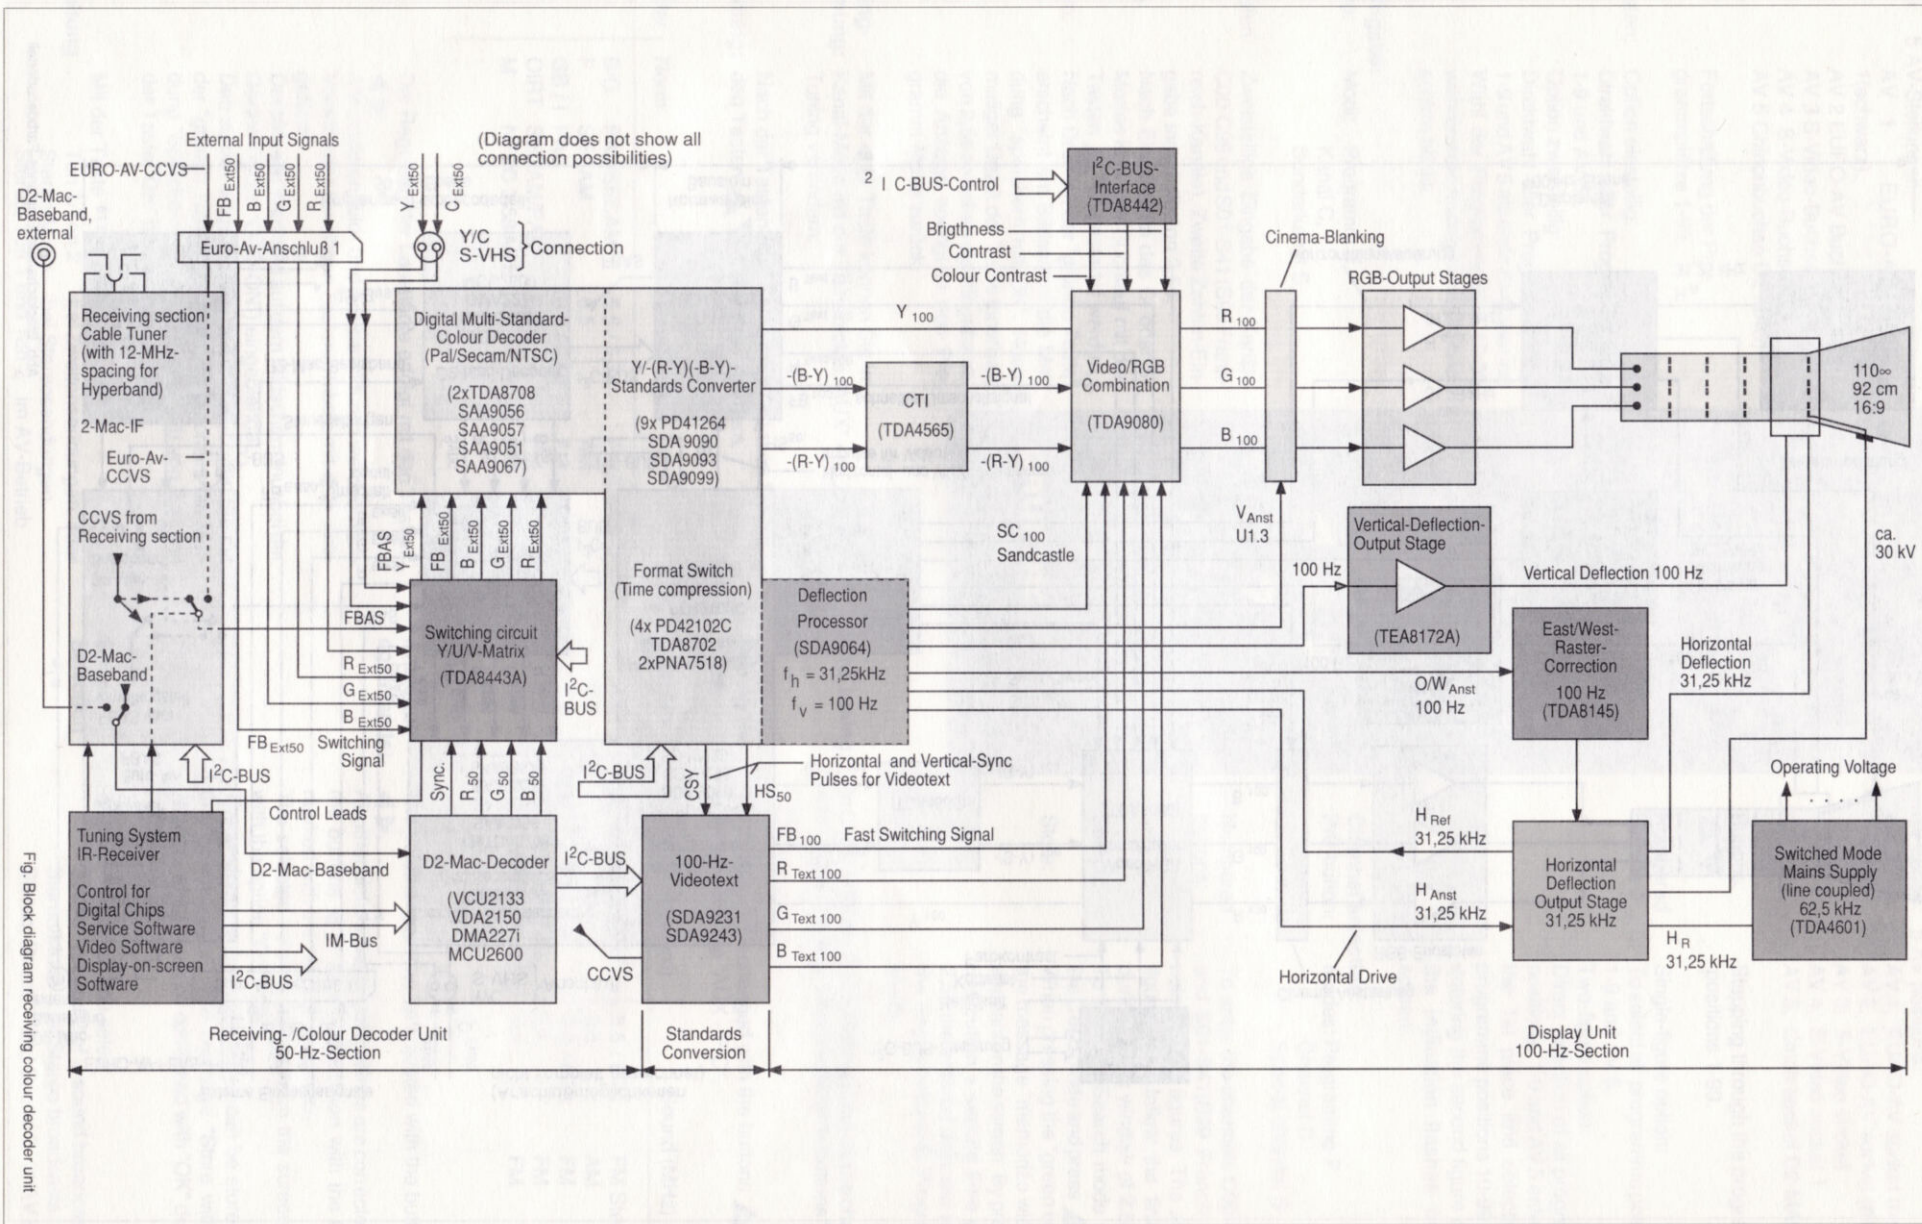 External Input Signals
(Diagram does not show all
connection possibilities)
EURO-AV-CCVS
FB Ext50
B Ext50
G Ext50
R Ext50
Y Ext50
C Ext50
D2-Mac-
Baseband,
external
Euro-Av-Anschluß 1
Y/C
S-VHS
Connection
Receiving section
Cable Tuner
(with 12-MHz-
spacing for
Hyperband)
2-Mac-IF
Euro-Av-
CCVS
CCVS from
Receiving section
D2-Mac-
Baseband
Digital Multi-Standard-
Colour Decoder
(Pal/Secam/NTSC)
(2xTDA8708
SAA9056
SAA9057
SAA9051
SAA9067)
Y/-(R-Y)(-B-Y)-
Standards Converter
(9x PD41264
SDA 9090
SDA9093
SDA9099)
Format Switch
(Time compression)
(4x PD42102C
TDA8702
2xPNA7518)
Deflection
Processor
(SDA9064)
f h = 31,25kHz
f v = 100 Hz
FBAS
Y Ext50
FB Ext50
B Ext50
G Ext50
R Ext50
FBAS
R Ext50
G Ext50
B Ext50
FB Ext50
Switching
Signal
Switching circuit
Y/U/V-Matrix
(TDA8443A)
I²C-
BUS
I²C-BUS
Control Leads
Sync.
R 50
G 50
B 50
I²C-BUS
CSY
HS50
Horizontal and Vertical-Sync
Pulses for Videotext
Tuning System
IR-Receiver
Control for
Digital Chips
Service Software
Video Software
Display-on-screen
Software
D2-Mac-Baseband
IM-Bus
I²C-BUS
D2-Mac-Decoder
(VCU2133
VDA2150
DMA227i
MCU2600
I²C-BUS
CCVS
100-Hz-
Videotext
(SDA9231
SDA9243)
FB 100
Fast Switching Signal
R Text 100
G Text 100
B Text 100
2 I C-BUS-Control
I²C-BUS-
Interface
(TDA8442)
Brigthness
Contrast
Colour Contrast
Y 100
-(B-Y) 100
-(R-Y) 100
CTI
(TDA4565)
-(B-Y) 100
-(R-Y) 100
Video/RGB
Combination
(TDA9080)
SC 100
Sandcastle
Cinema-Blanking
R 100
G 100
B 100
V Anst
U1.3
RGB-Output Stages
110∞
92 cm
16:9
ca.
30 kV
100 Hz
Vertical-Deflection-
Output Stage
(TEA8172A)
Vertical Deflection 100 Hz
O/W Anst
100 Hz
East/West-
Raster-
Correction
100 Hz
(TDA8145)
Horizontal
Deflection
31,25 kHz
H Ref
31,25 kHz
H Anst
31,25 kHz
Horizontal Drive
Horizontal
Deflection
Output Stage
31,25 kHz
H R
31,25 kHz
Operating Voltage
Switched Mode
Mains Supply
(line coupled)
62,5 kHz
(TDA4601)
Receiving- /Colour Decoder Unit
50-Hz-Section
Standards
Conversion
Display Unit
100-Hz-Section
Fig. Block diagram receiving colour decoder unit